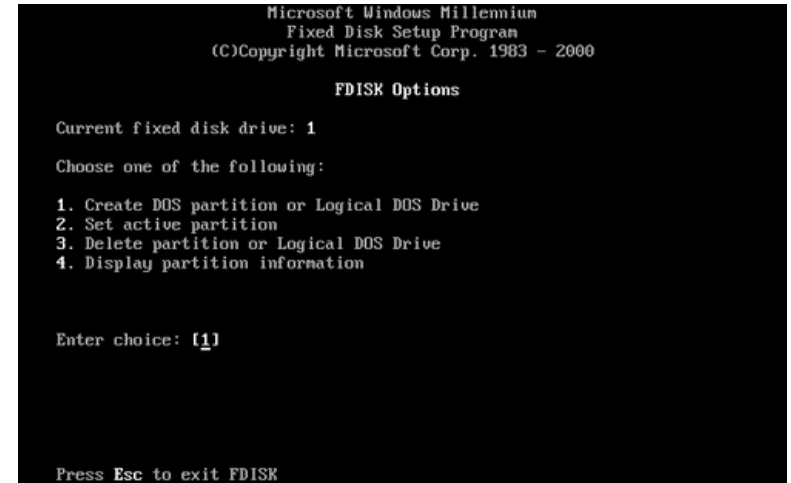 Microsoft Windows Millennium
Fixed Disk Setup Program
(C)Copyright Microsoft Corp. 1983 - 2000
FDISK Options
Current fixed disk drive: 1
Choose one of the following:
1. Create DOS partition or Logical DOS Drive
2. Set active partition
3. Delete partition or Logical DOS Drive
4. Display partition information
Enter choice: [1]
Press Esc to exit FDISK